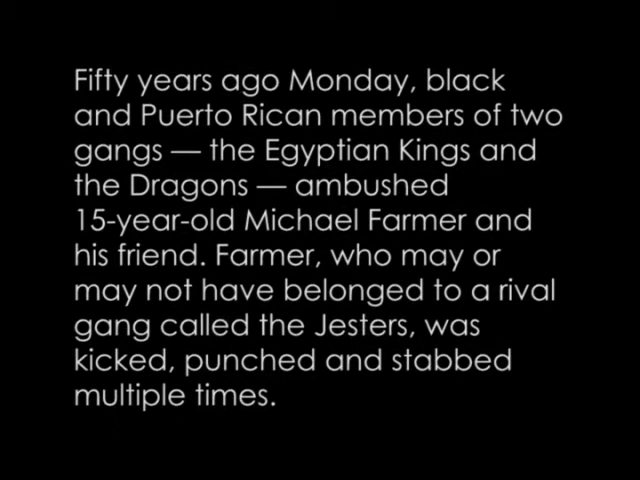 Fifty years ago Monday, black
and Puerto Rican members of two
gangs — the Egyptian Kings and
the Dragons — ambushed
15-year-old Michael Farmer and
his friend. Farmer, who may or
may not have belonged to a rival
gang called the Jesters, was
kicked, punched and stabbed
multiple times.